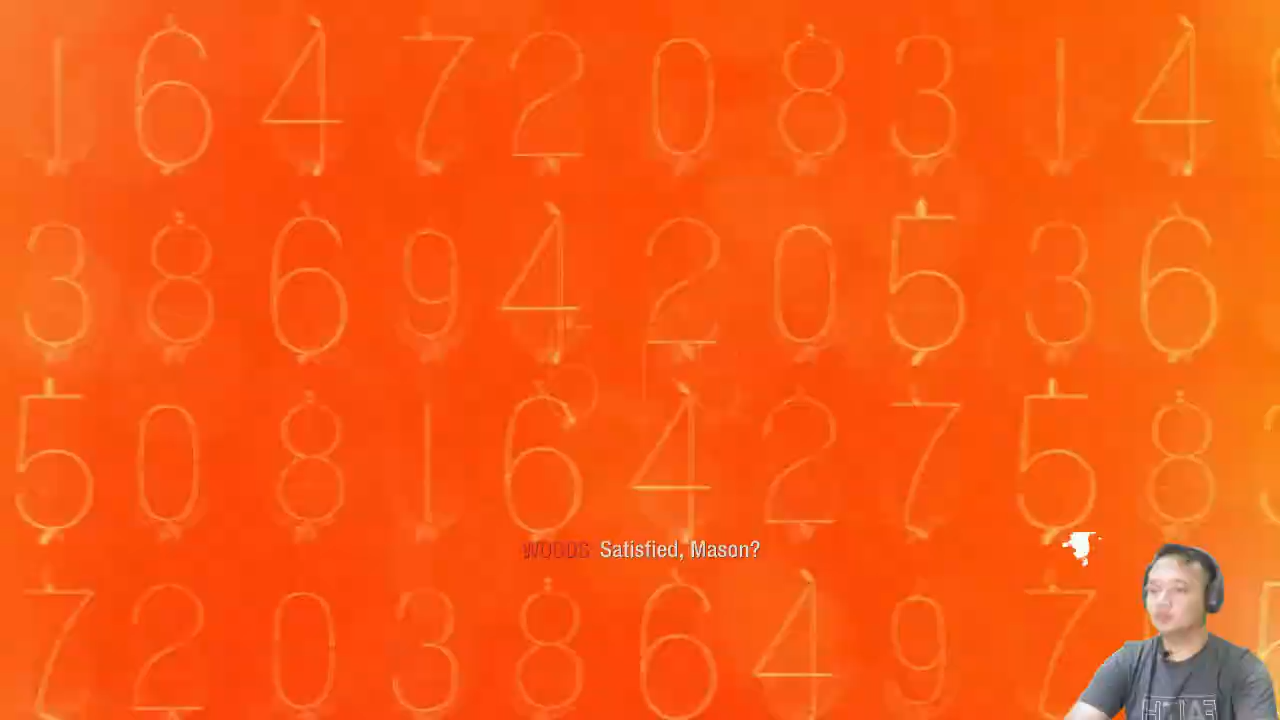 1 6 4 7 2 0 8 3 1 4
3 8 6 9 4 2 0 5 3 6
5 0 8 1 6 4 2 7 5 8
WOODS Satisfied, Mason?
7 2 0 3 8 6 4 9 7